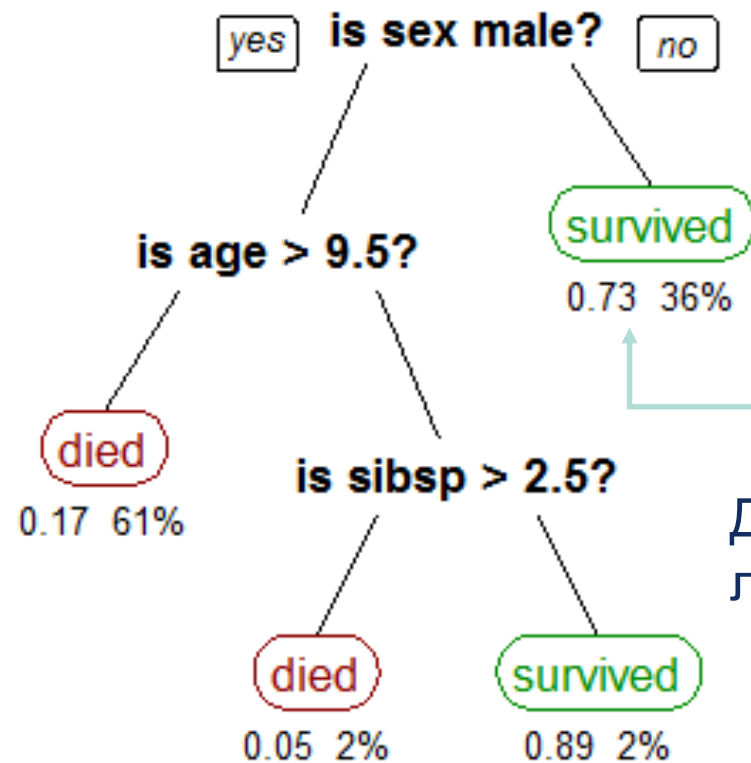 yes is sex male? no
survived
is age > 9.5?
0.73 36%
died
is sibsp > 2.5?
0.17 61%
died survived
0.05 2% 0.89 2%